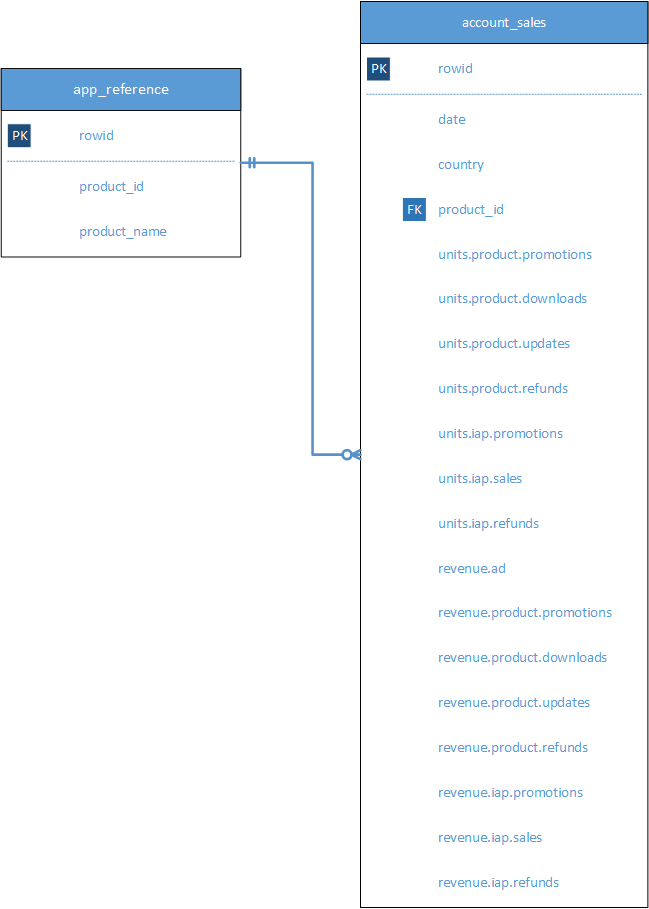 app_reference
PK rowid
product_id
product_name
account_sales
PK rowid
date
country
FK product_id
units.product.promotions
units.product.downloads
units.product.updates
units.product.refunds
units.iap.promotions
units.iap.sales
units.iap.refunds
revenue.ad
revenue.product.promotions
revenue.product.downloads
revenue.product.updates
revenue.product.refunds
revenue.iap.promotions
revenue.iap.sales
revenue.iap.refunds